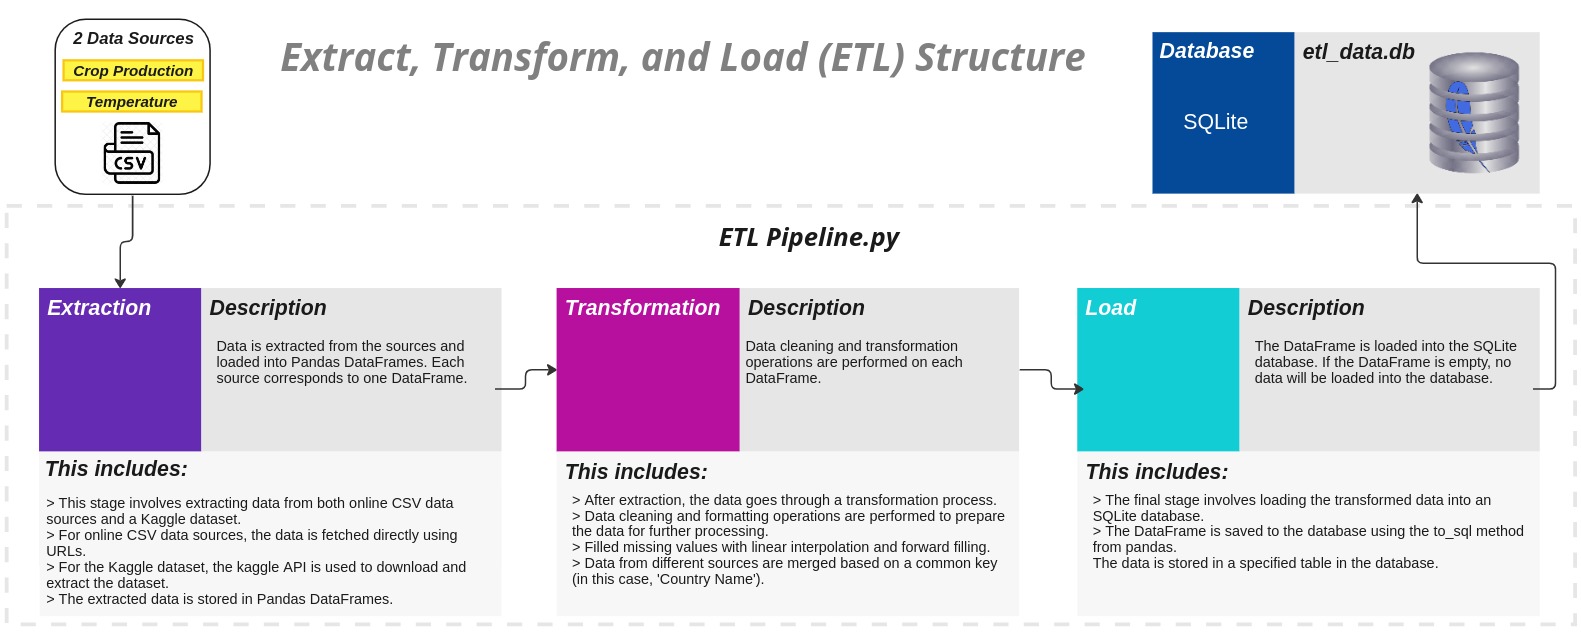 2 Data Sources
Crop Production
Temperature
CSV
Extract, Transform, and Load (ETL) Structure
Database
SQLite
etl_data.db
ETL Pipeline.py
Extraction
Description
Data is extracted from the sources and
loaded into Pandas DataFrames. Each
source corresponds to one DataFrame.
This includes:
> This stage involves extracting data from both online CSV data
sources and a Kaggle dataset.
> For online CSV data sources, the data is fetched directly using
URLs.
> For the Kaggle dataset, the kaggle API is used to download and
extract the dataset.
> The extracted data is stored in Pandas DataFrames.
Transformation
Description
Data cleaning and transformation
operations are performed on each
DataFrame.
This includes:
> After extraction, the data goes through a transformation process.
> Data cleaning and formatting operations are performed to prepare
the data for further processing.
> Filled missing values with linear interpolation and forward filling.
> Data from different sources are merged based on a common key
(in this case, 'Country Name').
Load
Description
The DataFrame is loaded into the SQLite
database. If the DataFrame is empty, no
data will be loaded into the database.
This includes:
> The final stage involves loading the transformed data into an
SQLite database.
> The DataFrame is saved to the database using the to_sql method
from pandas.
The data is stored in a specified table in the database.